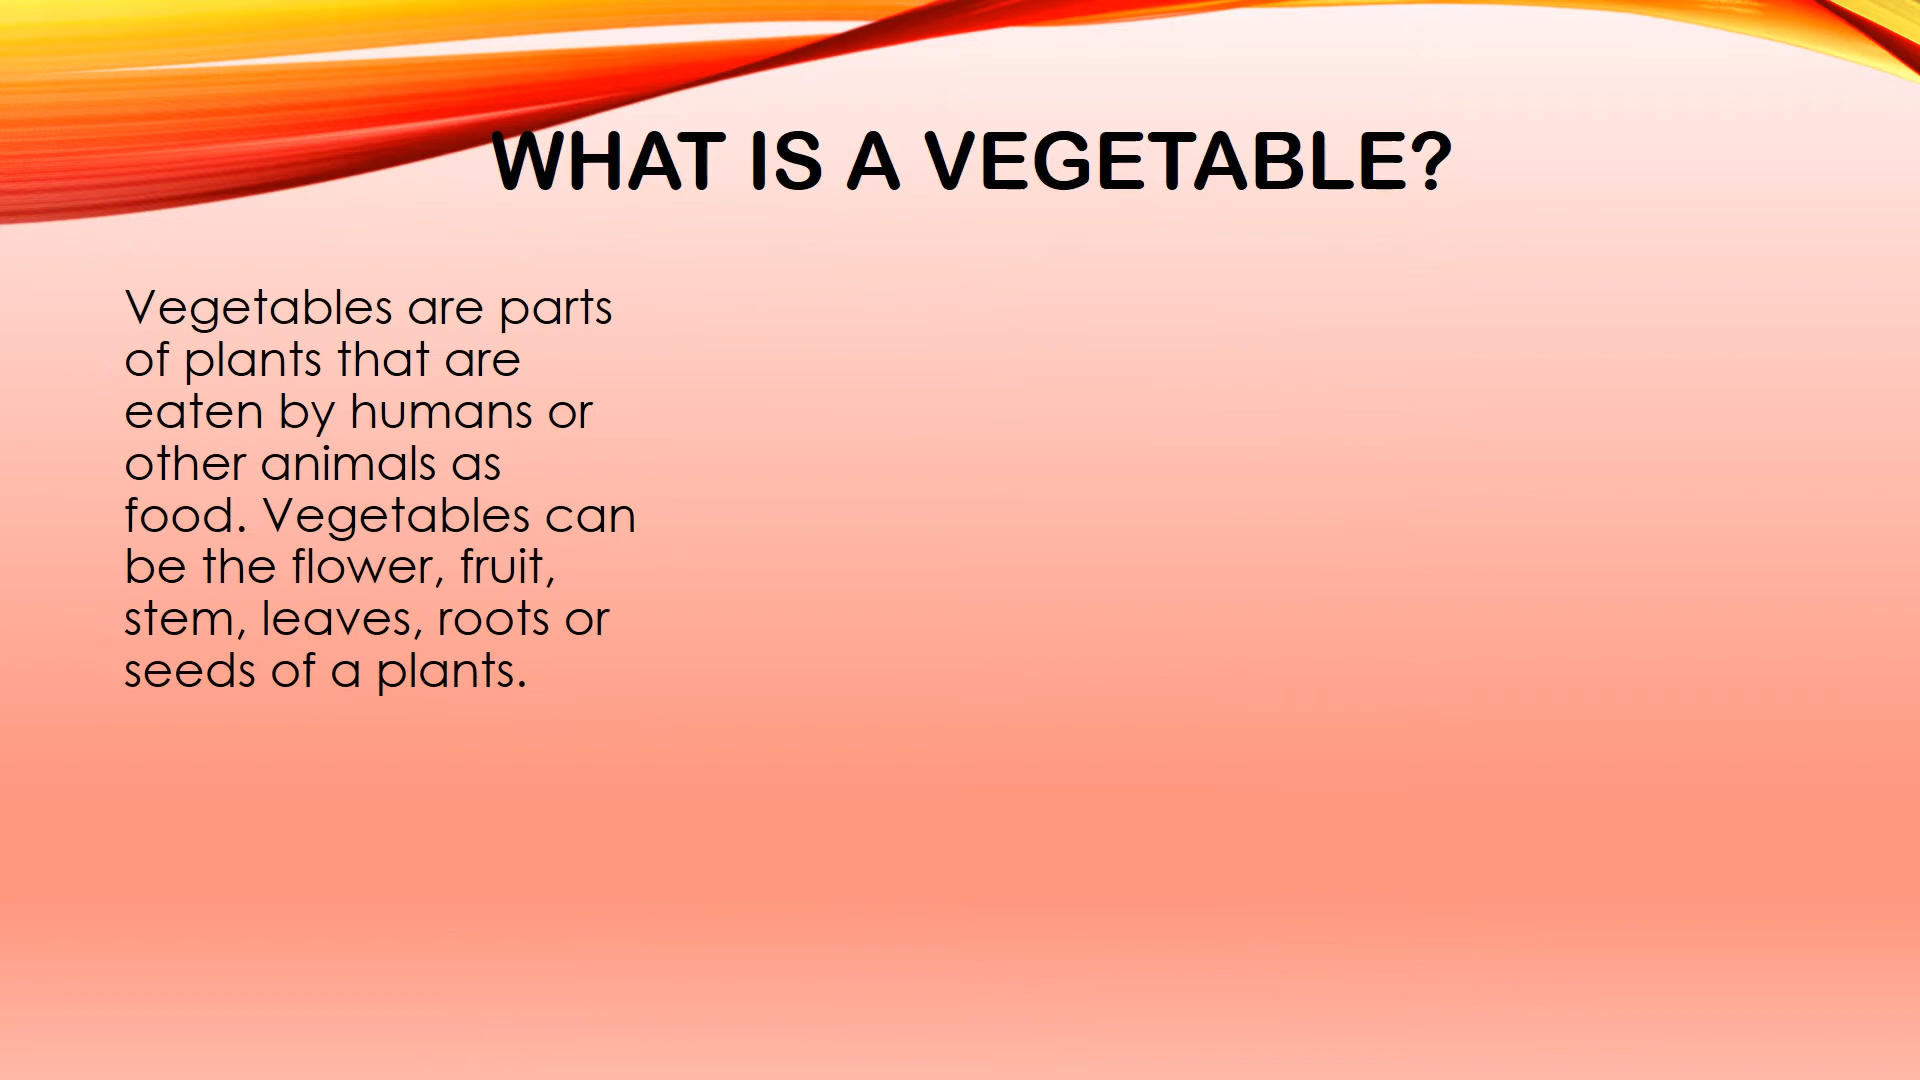 WHAT IS A VEGETABLE?
Vegetables are parts
of plants that are
eaten by humans or
other animals as
food. Vegetables can
be the flower, fruit,
stem, leaves, roots or
seeds of a plants.